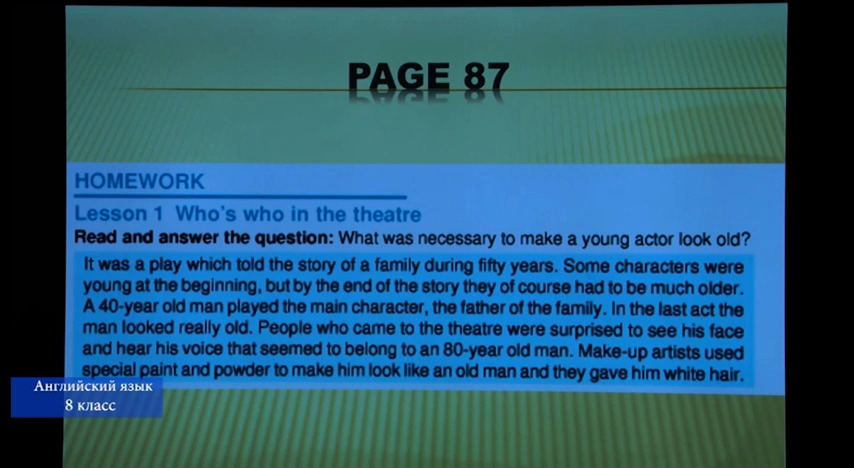 PAGE 87
HOMEWORK
Lesson 1 Who's who in the theatre
Read and answer the question: What was necessary to make a young actor look old?
It was a play which told the story of a family during fifty years. Some characters were
young at the beginning, but by the end of the story they of course had to be much older.
A 40-year old man played the main character, the father of the family. In the last act the
man looked really old. People who came to the theatre were surprised to see his face
and hear his voice that seemed to belong to an 80-year old man. Make-up artists used
special paint and powder to make him look like an old man and they gave him white hair.
Английский язык
8 класс